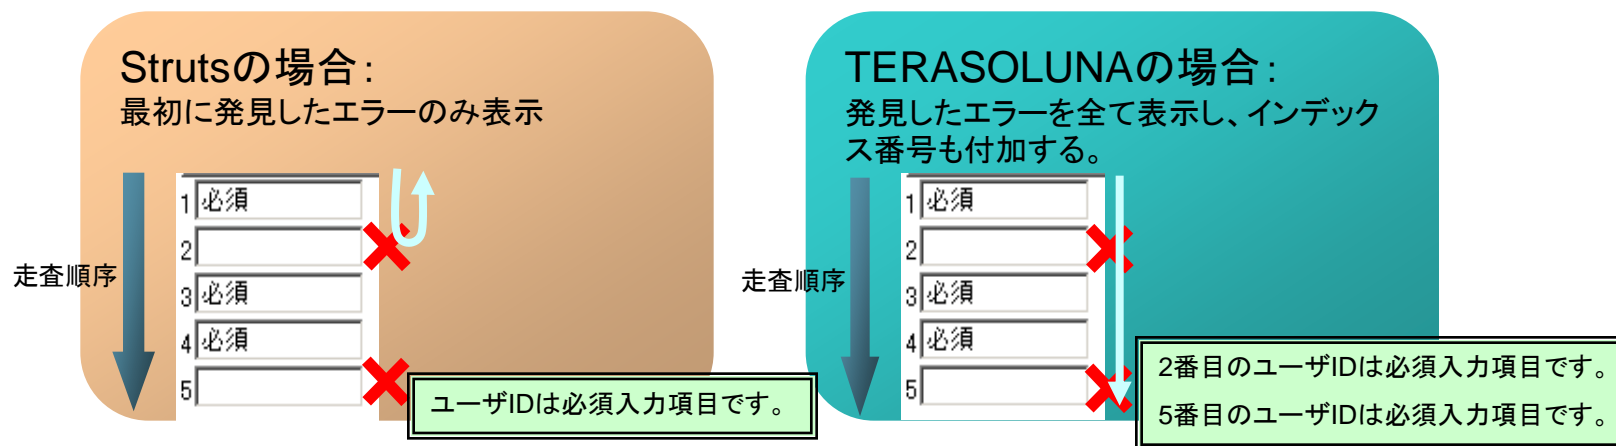 Strutsの場合：
最初に発見したエラーのみ表示
走査順序
1 必須
2
3 必須
4 必須
5
ユーザIDは必須入力項目です。
TERASOLUNAの場合：
発見したエラーを全て表示し、インデック
ス番号も付加する。
走査順序
1 必須
2
3 必須
4 必須
5
2番目のユーザIDは必須入力項目です。
5番目のユーザIDは必須入力項目です。